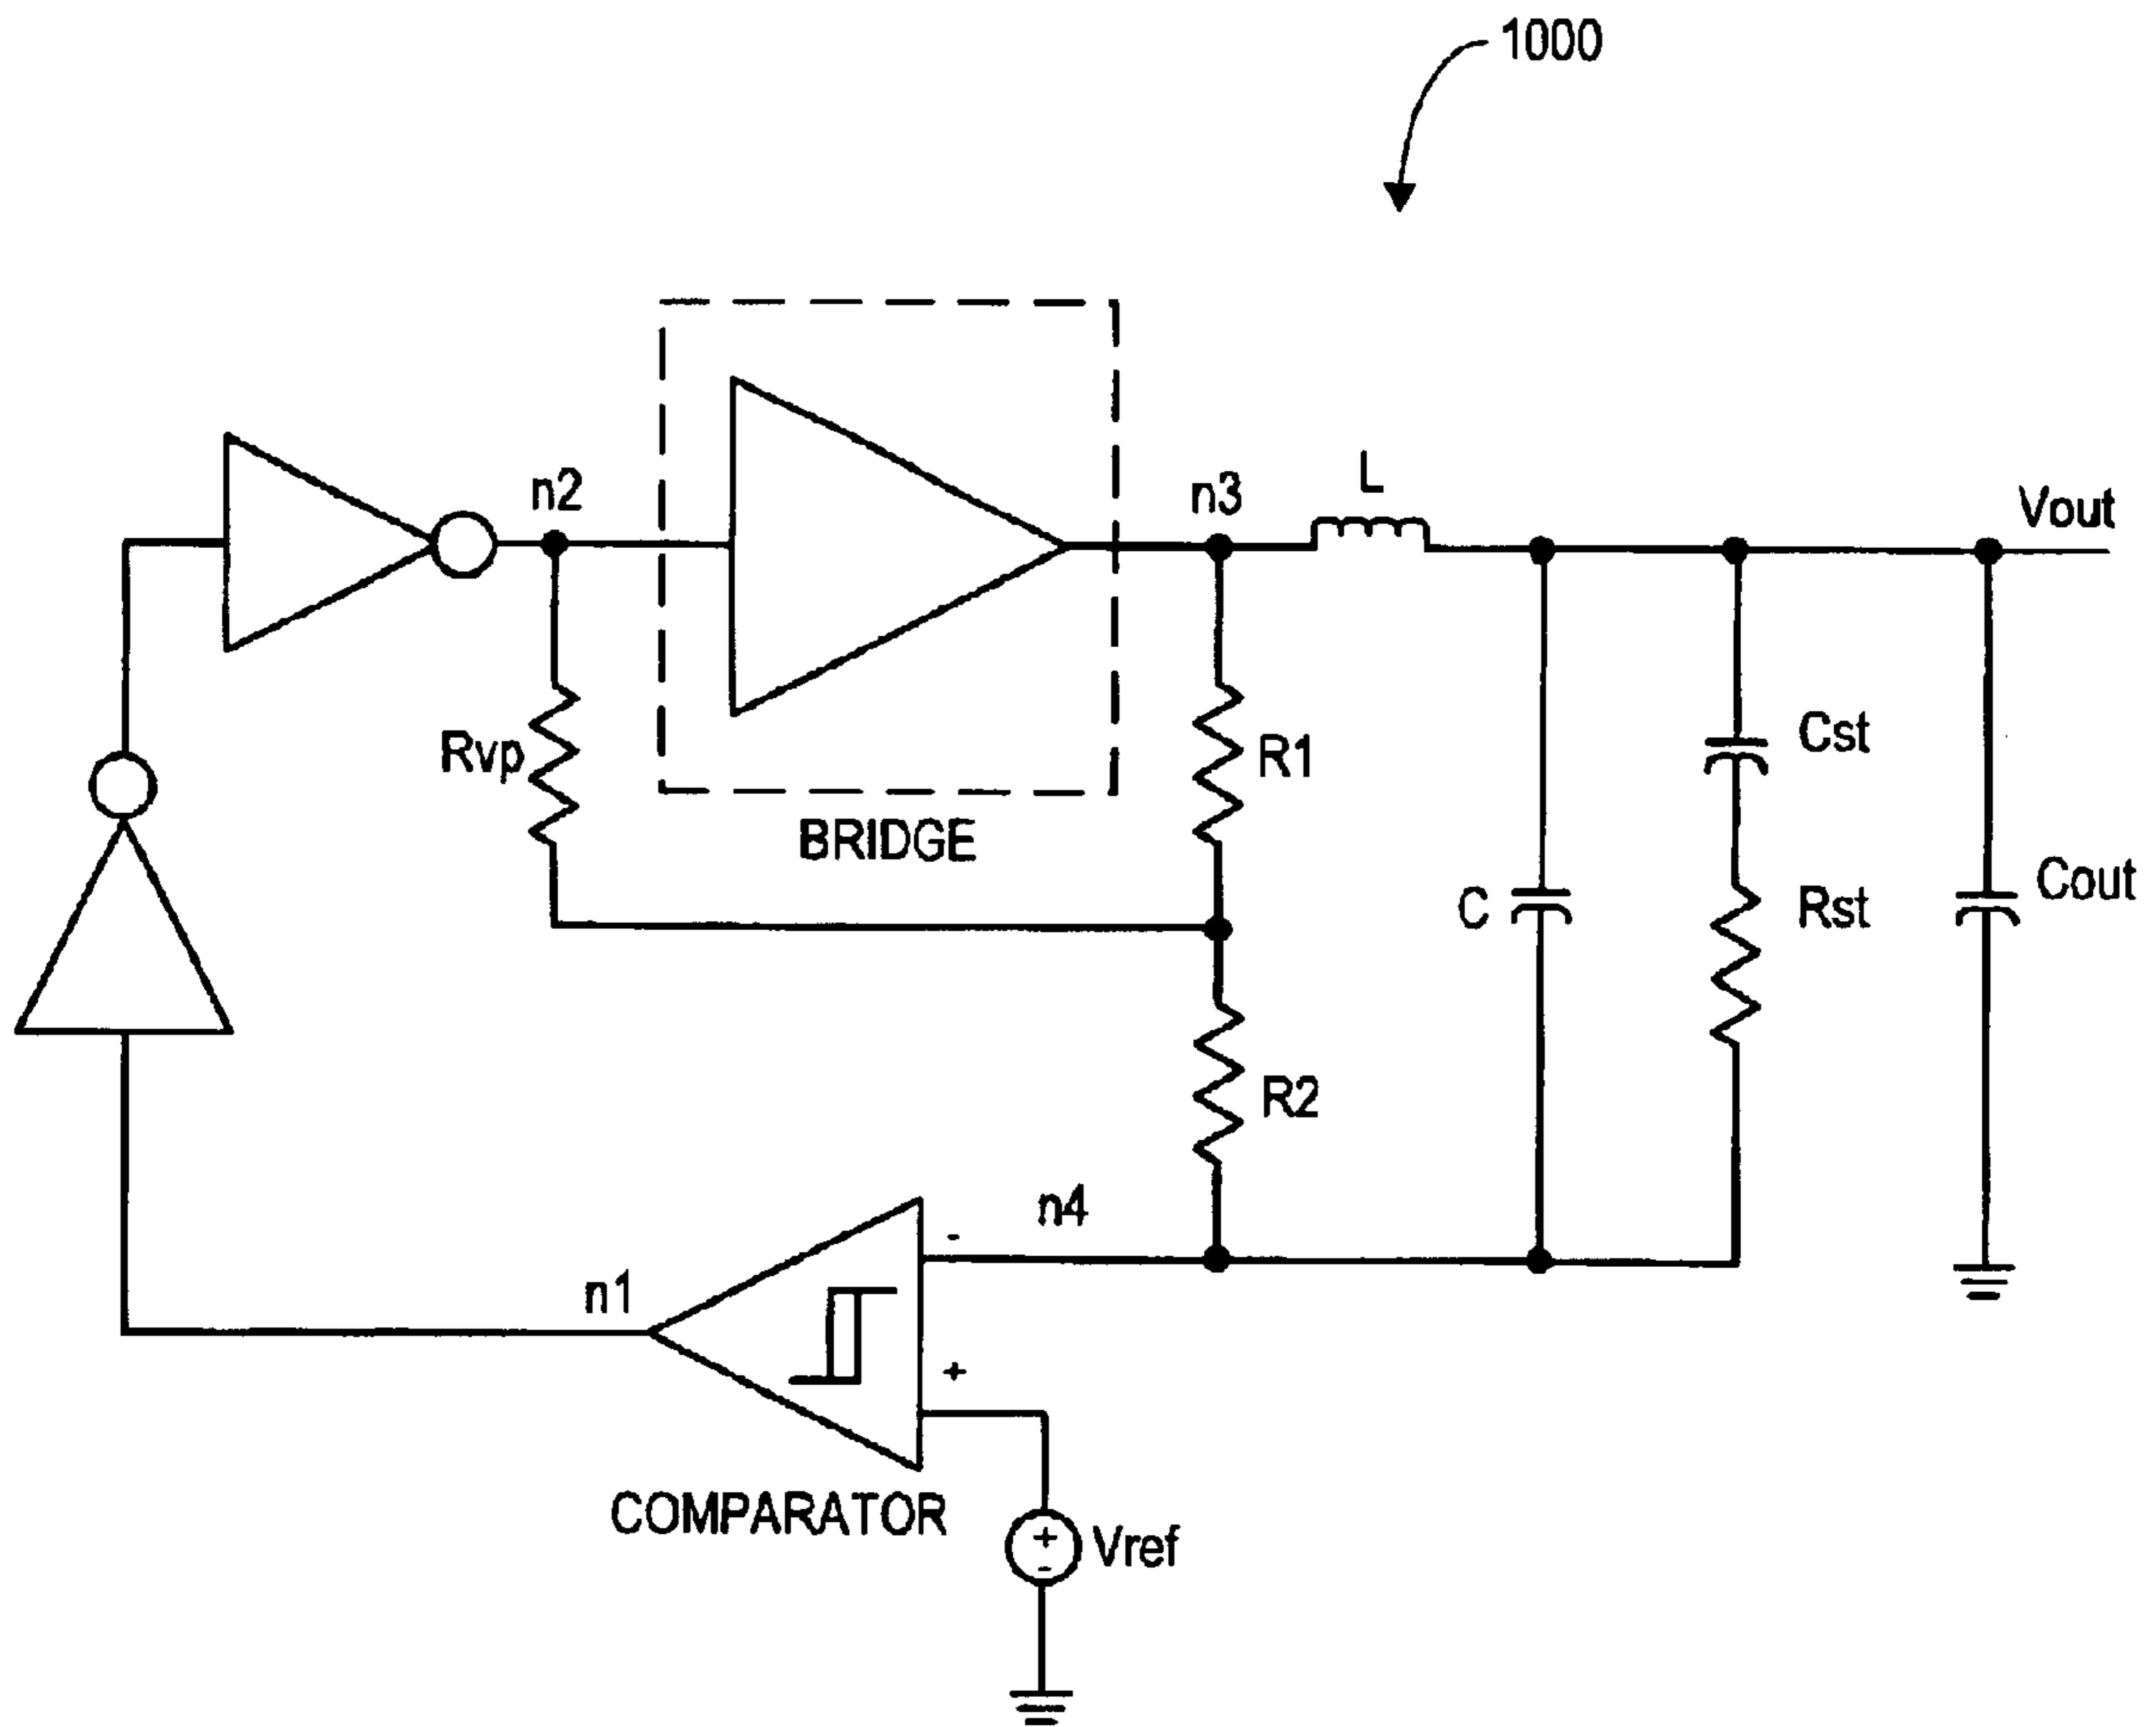 1000
n2
n3
L
Vout
Rvp
R1
Cst
BRIDGE
C
Rst
Cout
R2
n4
-
n1
+
COMPARATOR
+
-
Vref